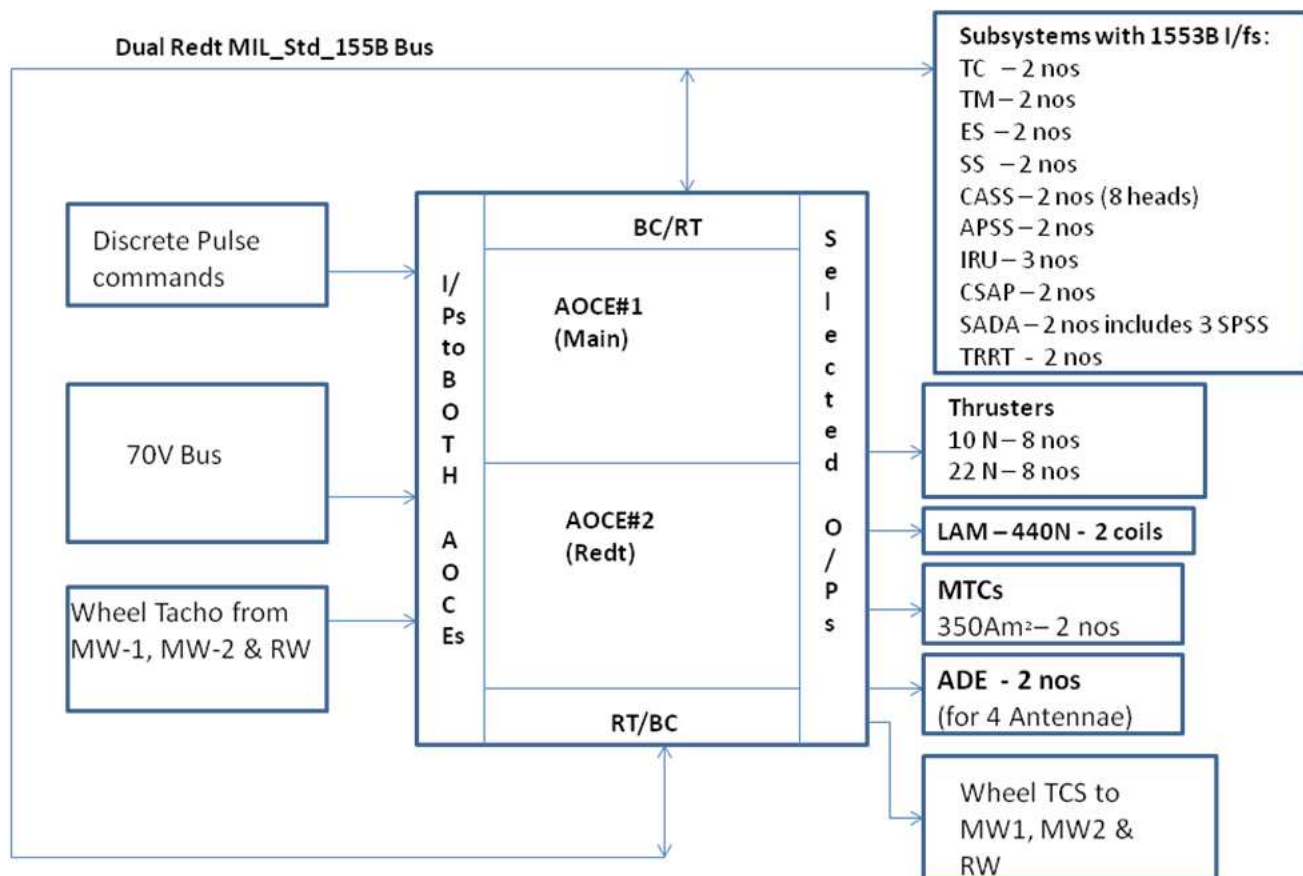 Dual Redt MIL_Std_155B Bus
Subsystems with 1553B I/fs:
TC – 2 nos
TM – 2 nos
ES – 2 nos
SS – 2 nos
CASS – 2 nos (8 heads)
APSS – 2 nos
IRU – 3 nos
CSAP – 2 nos
SADA – 2 nos includes 3 SPSS
TRRT - 2 nos
Discrete Pulse
commands
70V Bus
Wheel Tacho from
MW-1, MW-2 & RW
I/
Ps
to
B
O
T
H
A
O
C
Es
BC/RT
AOCE#1
(Main)
AOCE#2
(Redt)
RT/BC
S
e
l
e
c
t
e
d
O
/
P
s
Thrusters
10 N – 8 nos
22 N – 8 nos
LAM – 440N - 2 coils
MTCs
350Am² – 2 nos
ADE - 2 nos
(for 4 Antennae)
Wheel TCS to
MW1, MW2 &
RW